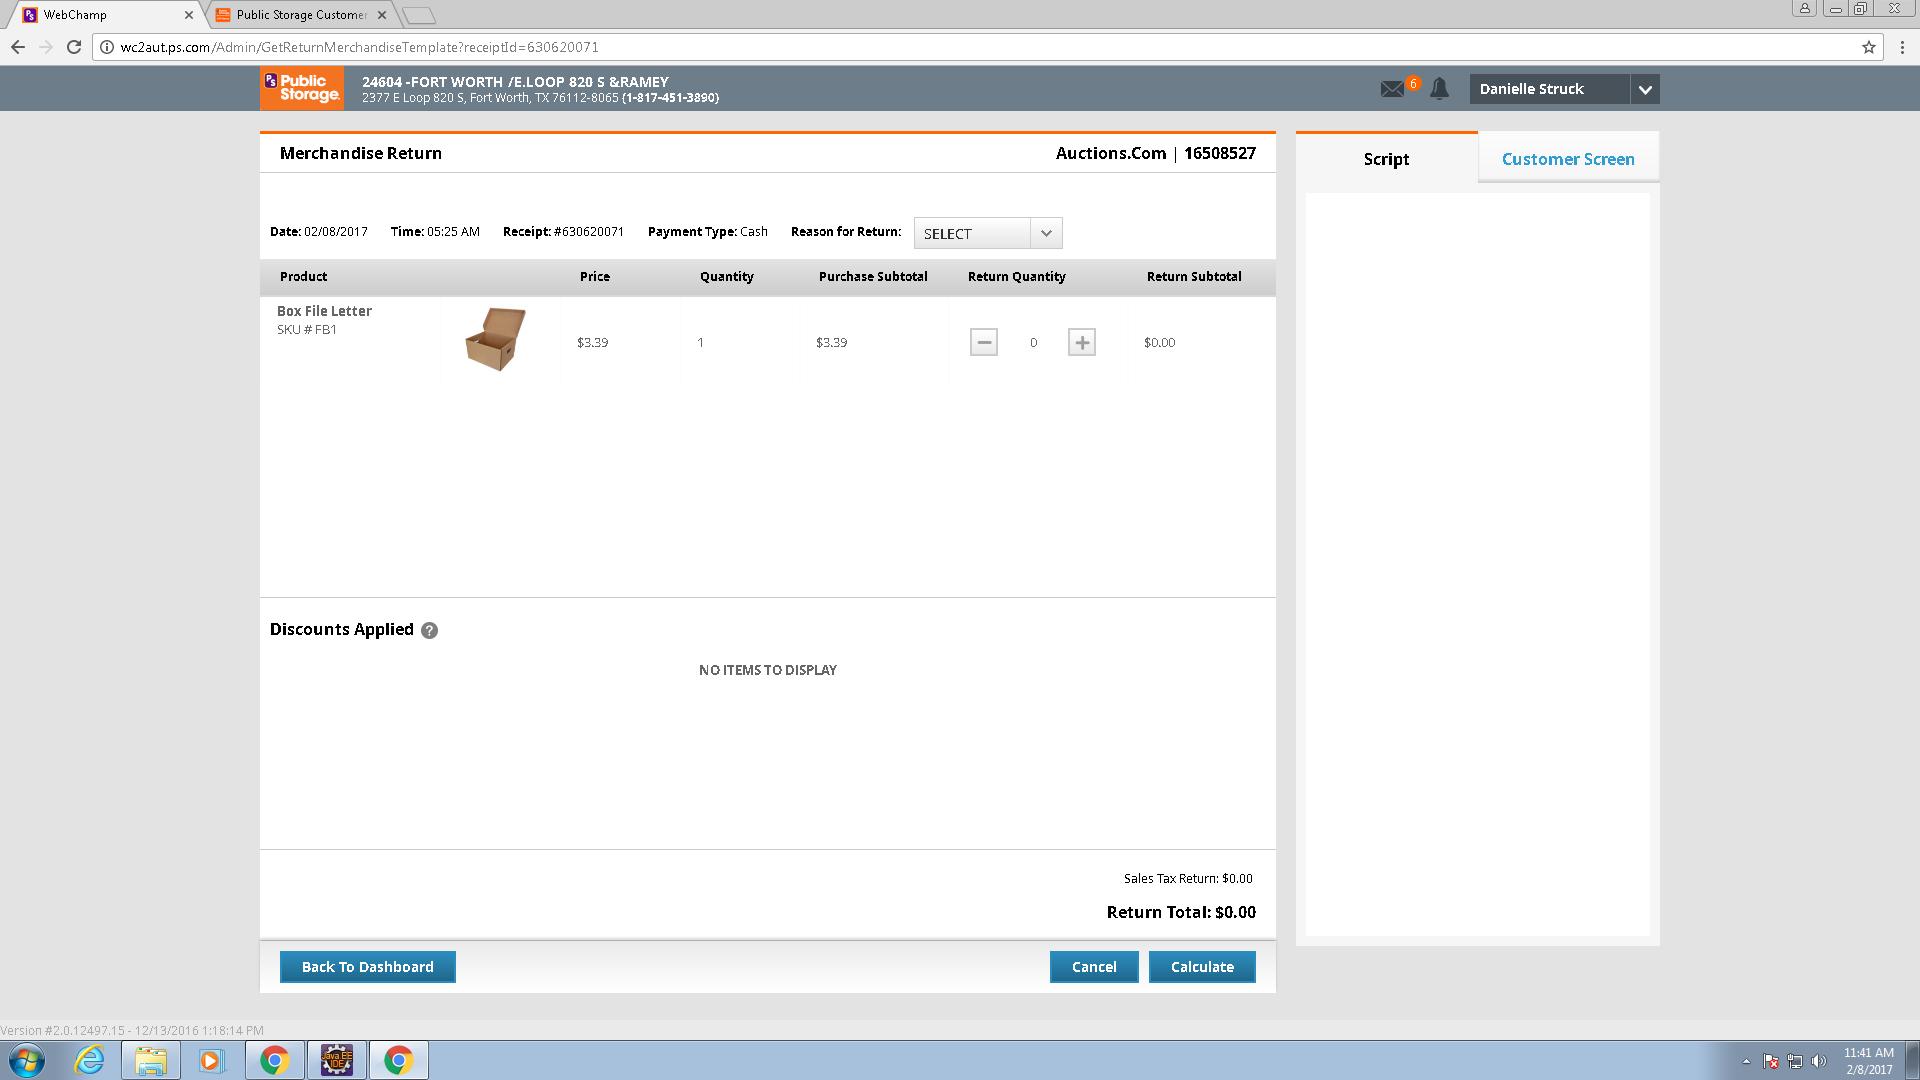 WebChamp
Public Storage Customer
wc2aut.ps.com/Admin/GetReturnMerchandiseTemplate?receiptId=630620071
PS Public Storage.
24604 -FORT WORTH /E.LOOP 820 S &RAMEY
2377 E Loop 820 S, Fort Worth, TX 76112-8065 (1-817-451-3890)
6
Danielle Struck
Merchandise Return
Auctions.Com | 16508527
Script
Customer Screen
Date: 02/08/2017 Time: 05:25 AM Receipt: #630620071 Payment Type: Cash Reason for Return: SELECT
Product Price Quantity Purchase Subtotal Return Quantity Return Subtotal
Box File Letter
SKU # FB1
$3.39 1 $3.39 0 $0.00
Discounts Applied ?
NO ITEMS TO DISPLAY
Sales Tax Return: $0.00
Return Total: $0.00
Back To Dashboard
Cancel
Calculate
Version #2.0.12497.15 - 12/13/2016 1:18:14 PM
Java EE
IDE
11:41 AM
2/8/2017